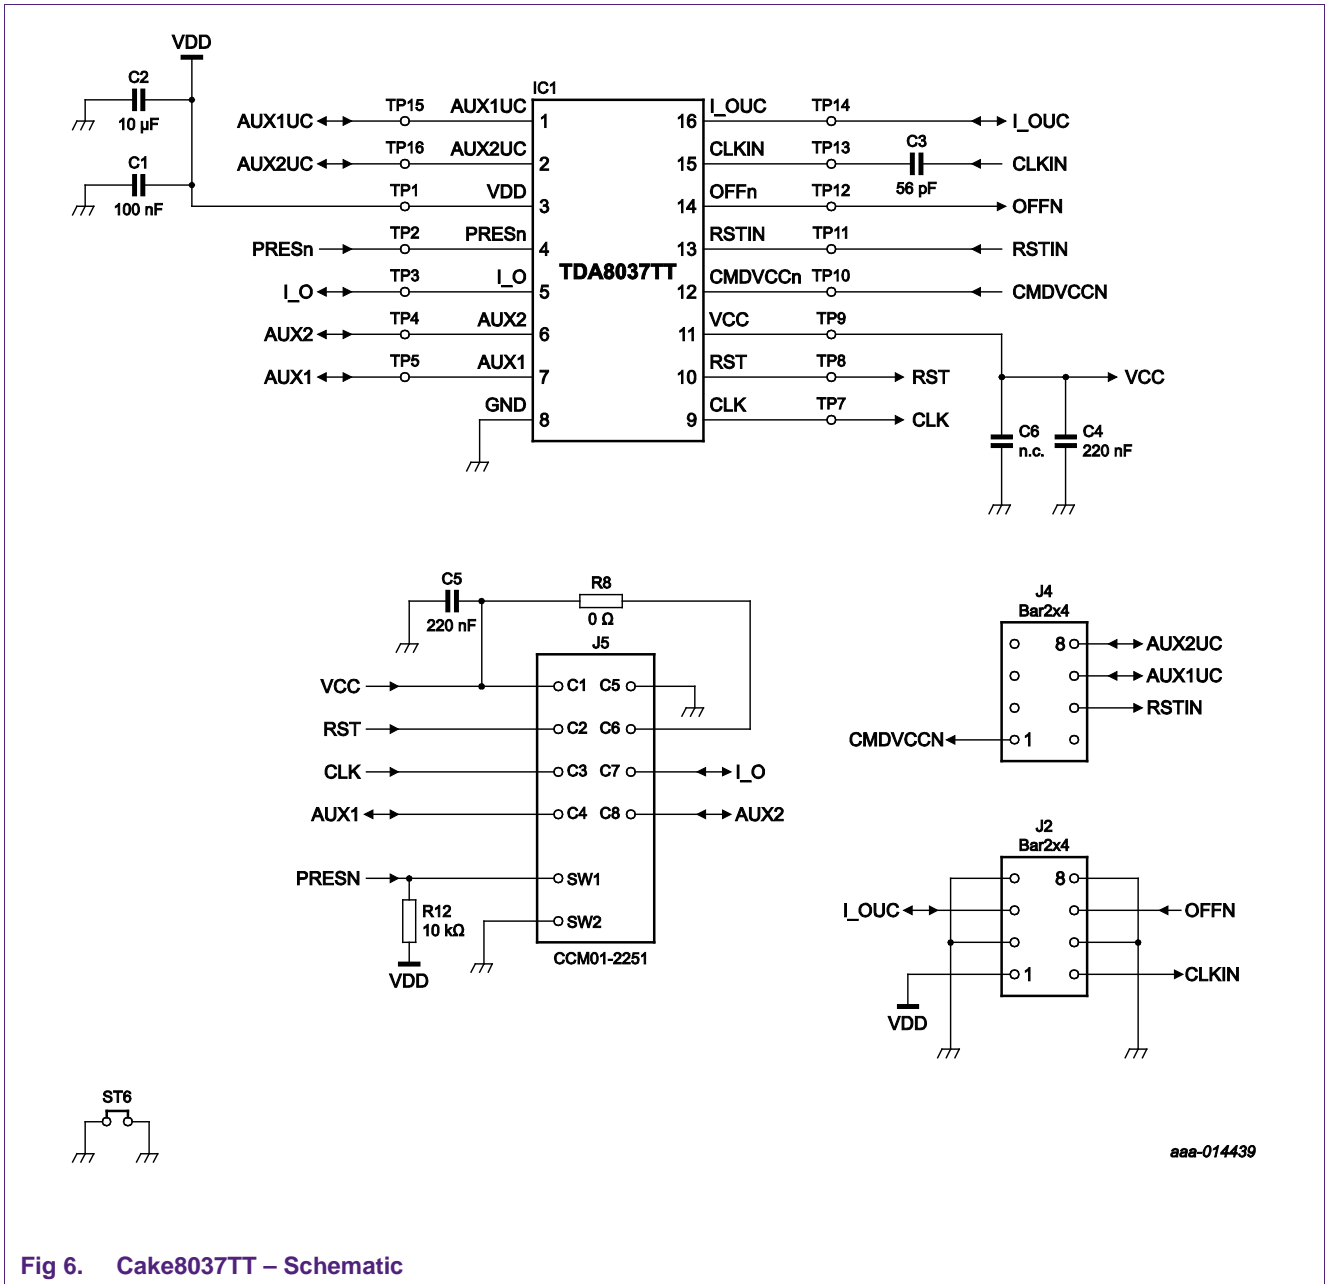 VDD
C2
10 µF
C1
100 nF
IC1
TDA8037TT
AUX1UC TP15 AUX1UC 1
AUX2UC TP16 AUX2UC 2
TP1 VDD 3
PRESn TP2 PRESn 4
I_O TP3 I_O 5
AUX2 TP4 AUX2 6
AUX1 TP5 AUX1 7
GND 8
16 I_OUC TP14 I_OUC
15 CLKIN TP13 C3 56 pF CLKIN
14 OFFn TP12 OFFN
13 RSTIN TP11 RSTIN
12 CMDVCCn TP10 CMDVCCN
11 VCC TP9
10 RST TP8 RST
VCC
9 CLK TP7 CLK
C6
n.c.
C4
220 nF
C5
220 nF
R8
0 Ω
J5
VCC C1 C5
RST C2 C6
CLK C3 C7 I_O
AUX1 C4 C8 AUX2
PRESN SW1
SW2
R12
10 kΩ
VDD
CCM01-2251
J4
Bar2x4
8 AUX2UC
AUX1UC
RSTIN
CMDVCCN 1
J2
Bar2x4
8
I_OUC OFFN
1 CLKIN
VDD
ST6
aaa-014439
Fig 6. Cake8037TT – Schematic